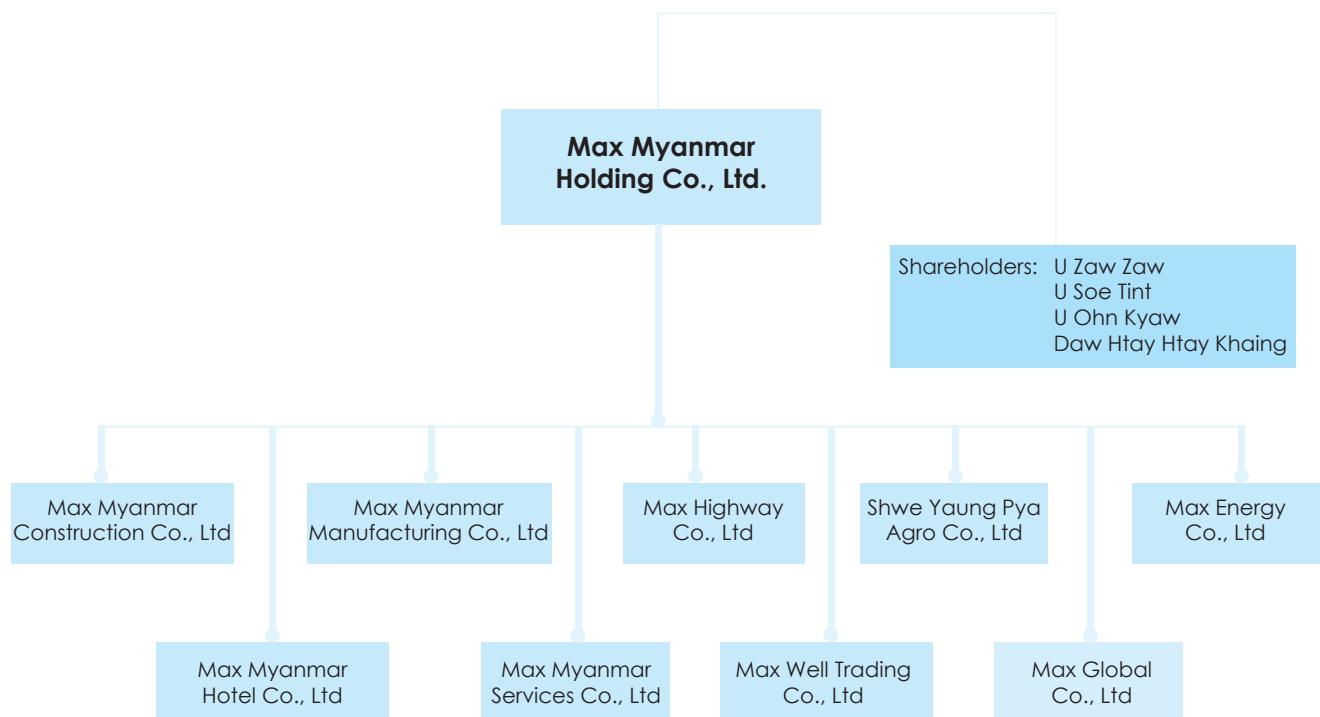 Max Myanmar
Holding Co., Ltd.
Shareholders: U Zaw Zaw
U Soe Tint
U Ohn Kyaw
Daw Htay Htay Khaing
Max Myanmar
Construction Co., Ltd
Max Myanmar
Manufacturing Co., Ltd
Max Highway
Co., Ltd
Shwe Yaung Pya
Agro Co., Ltd
Max Energy
Co., Ltd
Max Myanmar
Hotel Co., Ltd
Max Myanmar
Services Co., Ltd
Max Well Trading
Co., Ltd
Max Global
Co., Ltd